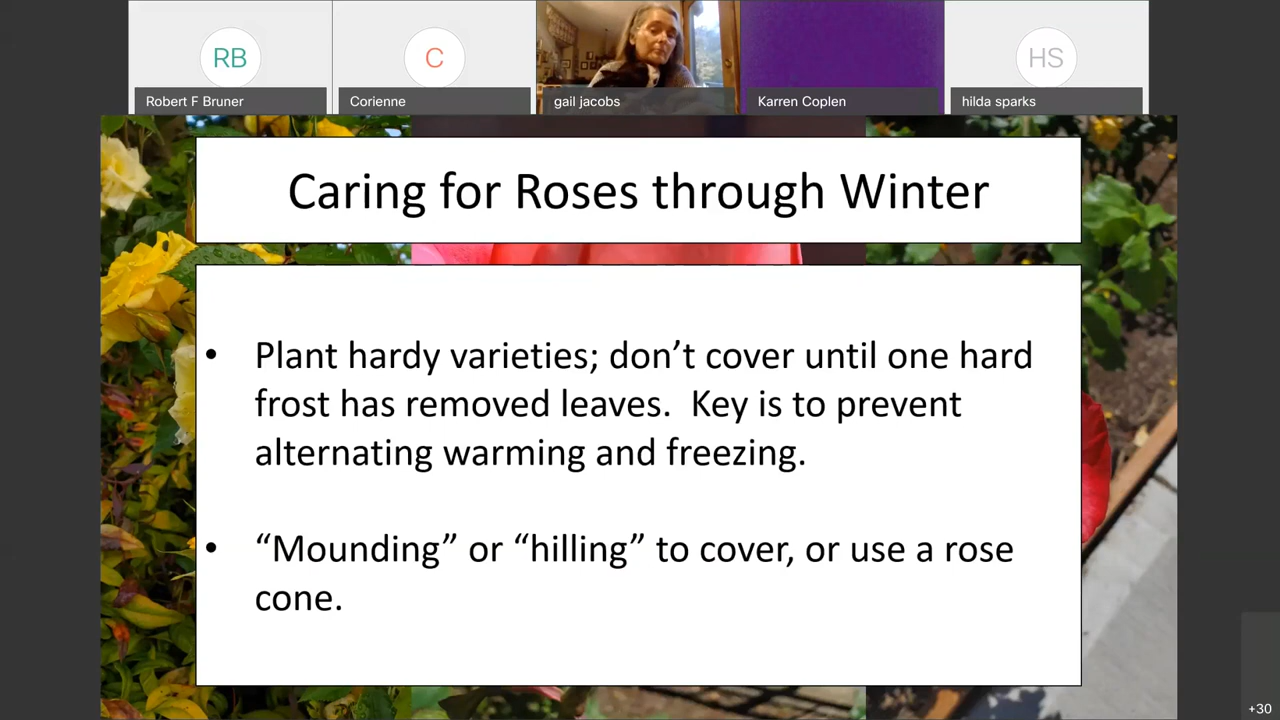 RB
C
HS
Robert F Bruner
Corienne
gail jacobs
Karren Coplen
hilda sparks
Caring for Roses through Winter
• Plant hardy varieties; don’t cover until one hard
frost has removed leaves.  Key is to prevent
alternating warming and freezing.
• “Mounding” or “hilling” to cover, or use a rose
cone.
+30